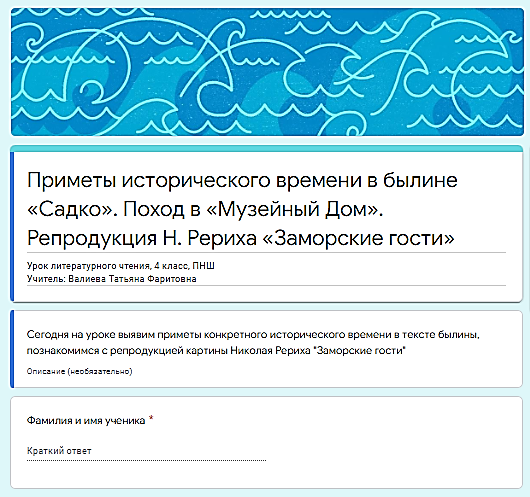 Приметы исторического времени в былине
«Садко». Поход в «Музейный Дом».
Репродукция Н. Рериха «Заморские гости»
Урок литературного чтения, 4 класс, ПНШ
Учитель: Валиева Татьяна Фаритовна
Сегодня на уроке выявим приметы конкретного исторического времени в тексте былины,
познакомимся с репродукцией картины Николая Рериха "Заморские гости"
Описание (необязательно)
Фамилия и имя ученика *
Краткий ответ